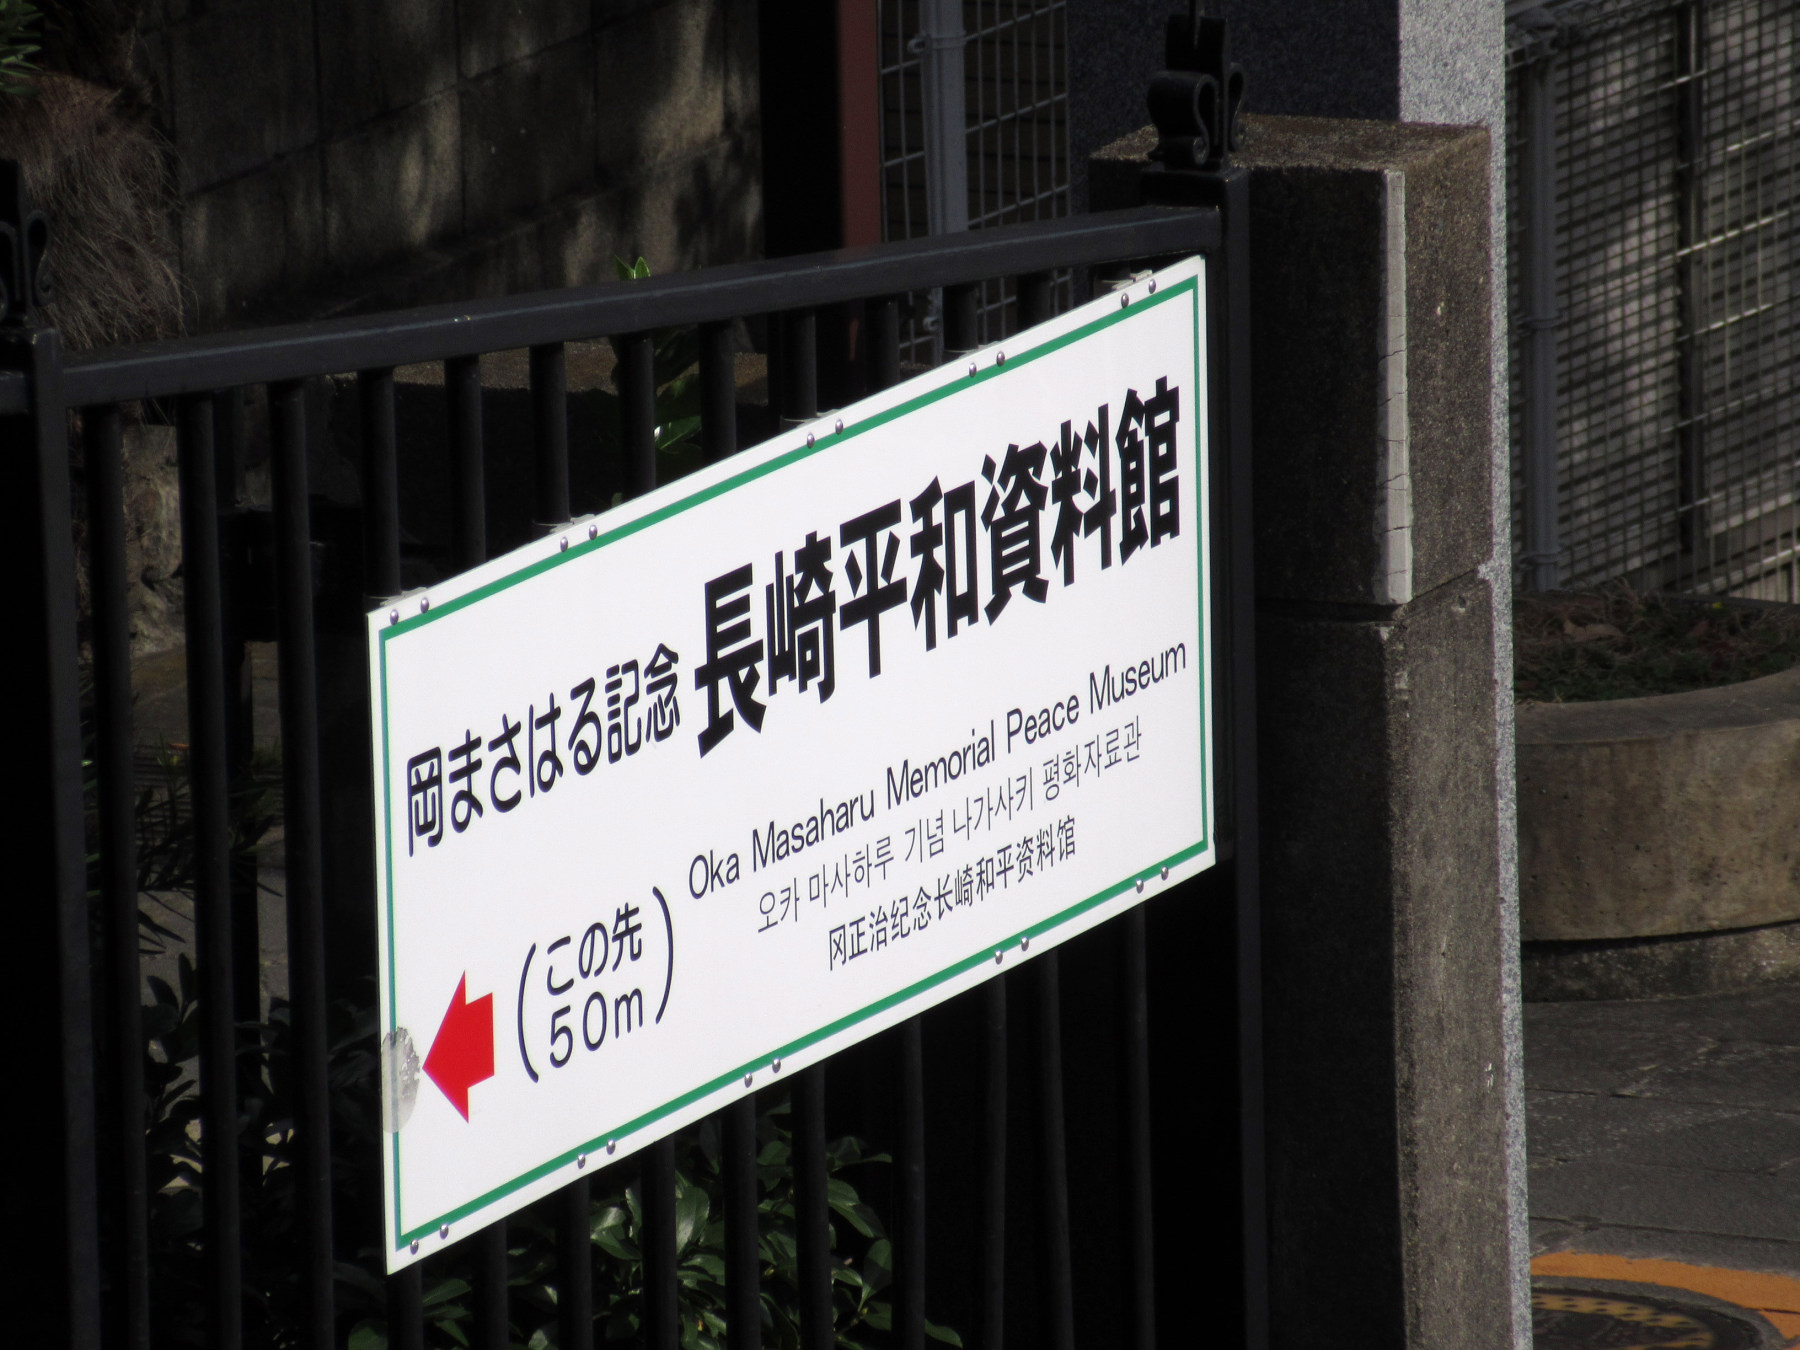 岡まさはる記念 長崎平和資料館
Oka Masaharu Memorial Peace Museum
오카 마사하루 기념 나가사키 평화자료관
冈正治纪念长崎和平资料馆
(この先
50m)